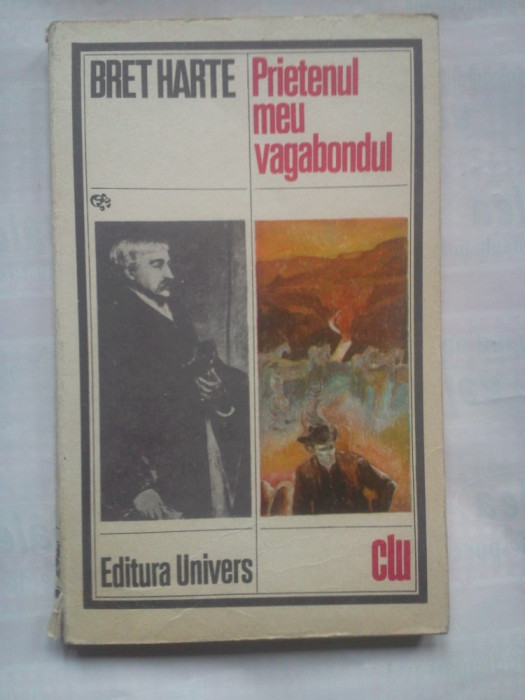 BRET HARTE
Prietenul
meu
vagabondul
Editura Univers
clu